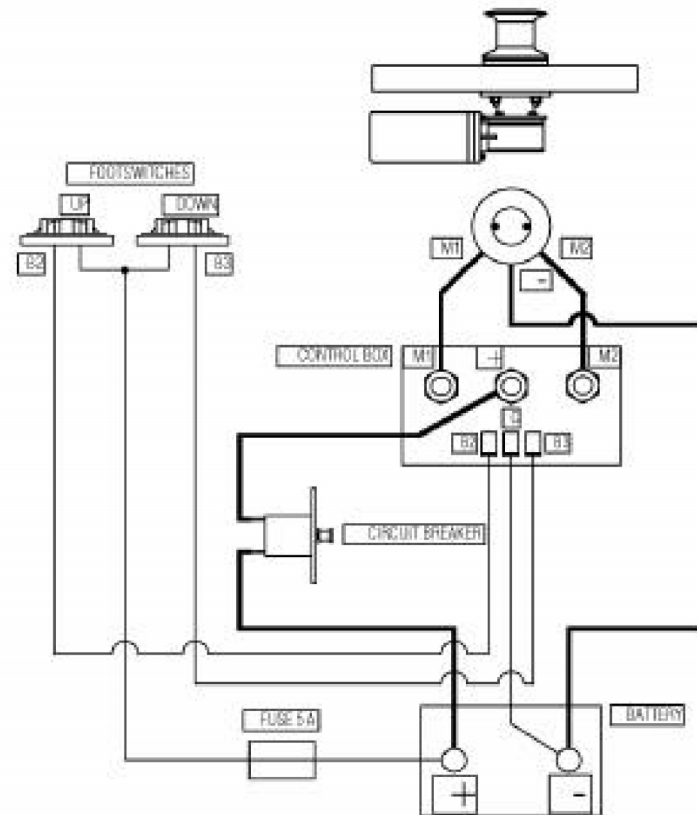 FOOTSWITCHES
UP DOWN
B2 B3
M1 M2
-
CONTROL BOX M1 + M2
B2 B3
CIRCUIT BREAKER
FUSE 5 A
BATTERY
+ -